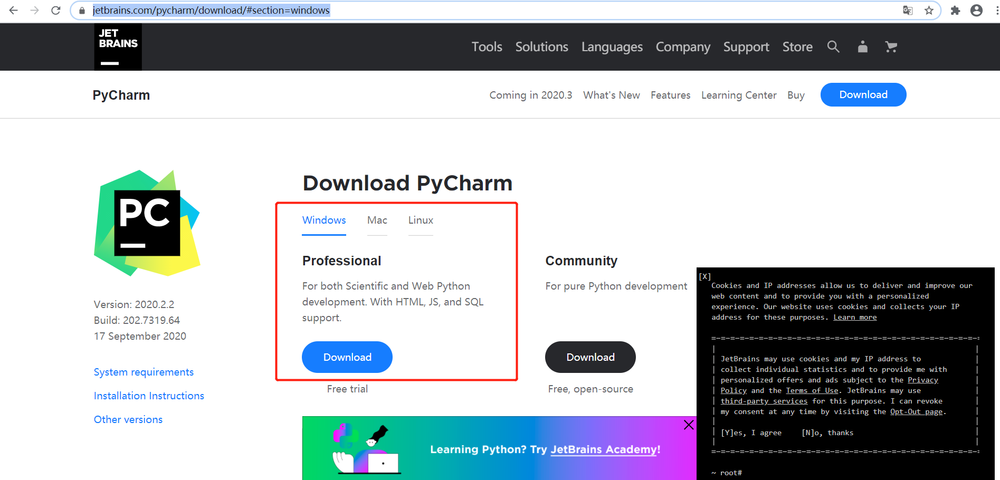 jetbrains.com/pycharm/download/#section=windows
JET
BRAINS
Tools Solutions Languages Company Support Store
PyCharm
Coming in 2020.3 What's New Features Learning Center Buy Download
Download PyCharm
PC
Windows Mac Linux
Professional
For both Scientific and Web Python
development. With HTML, JS, and SQL
support.
Download
Free trial
Community
For pure Python development
Download
Free, open-source
Version: 2020.2.2
Build: 202.7319.64
17 September 2020
System requirements
Installation Instructions
Other versions
Learning Python? Try JetBrains Academy!
[X]
Cookies and IP addresses allow us to deliver and improve our
web content and to provide you with a personalized
experience. Our website uses cookies and collects your IP
address for these purposes. Learn more
JetBrains may use cookies and my IP address to
collect individual statistics and to provide me with
personalized offers and ads subject to the Privacy
Policy and the Terms of Use. JetBrains may use
third-party services for this purpose. I can revoke
my consent at any time by visiting the Opt-Out page.
[Y]es, I agree [N]o, thanks
~ root#